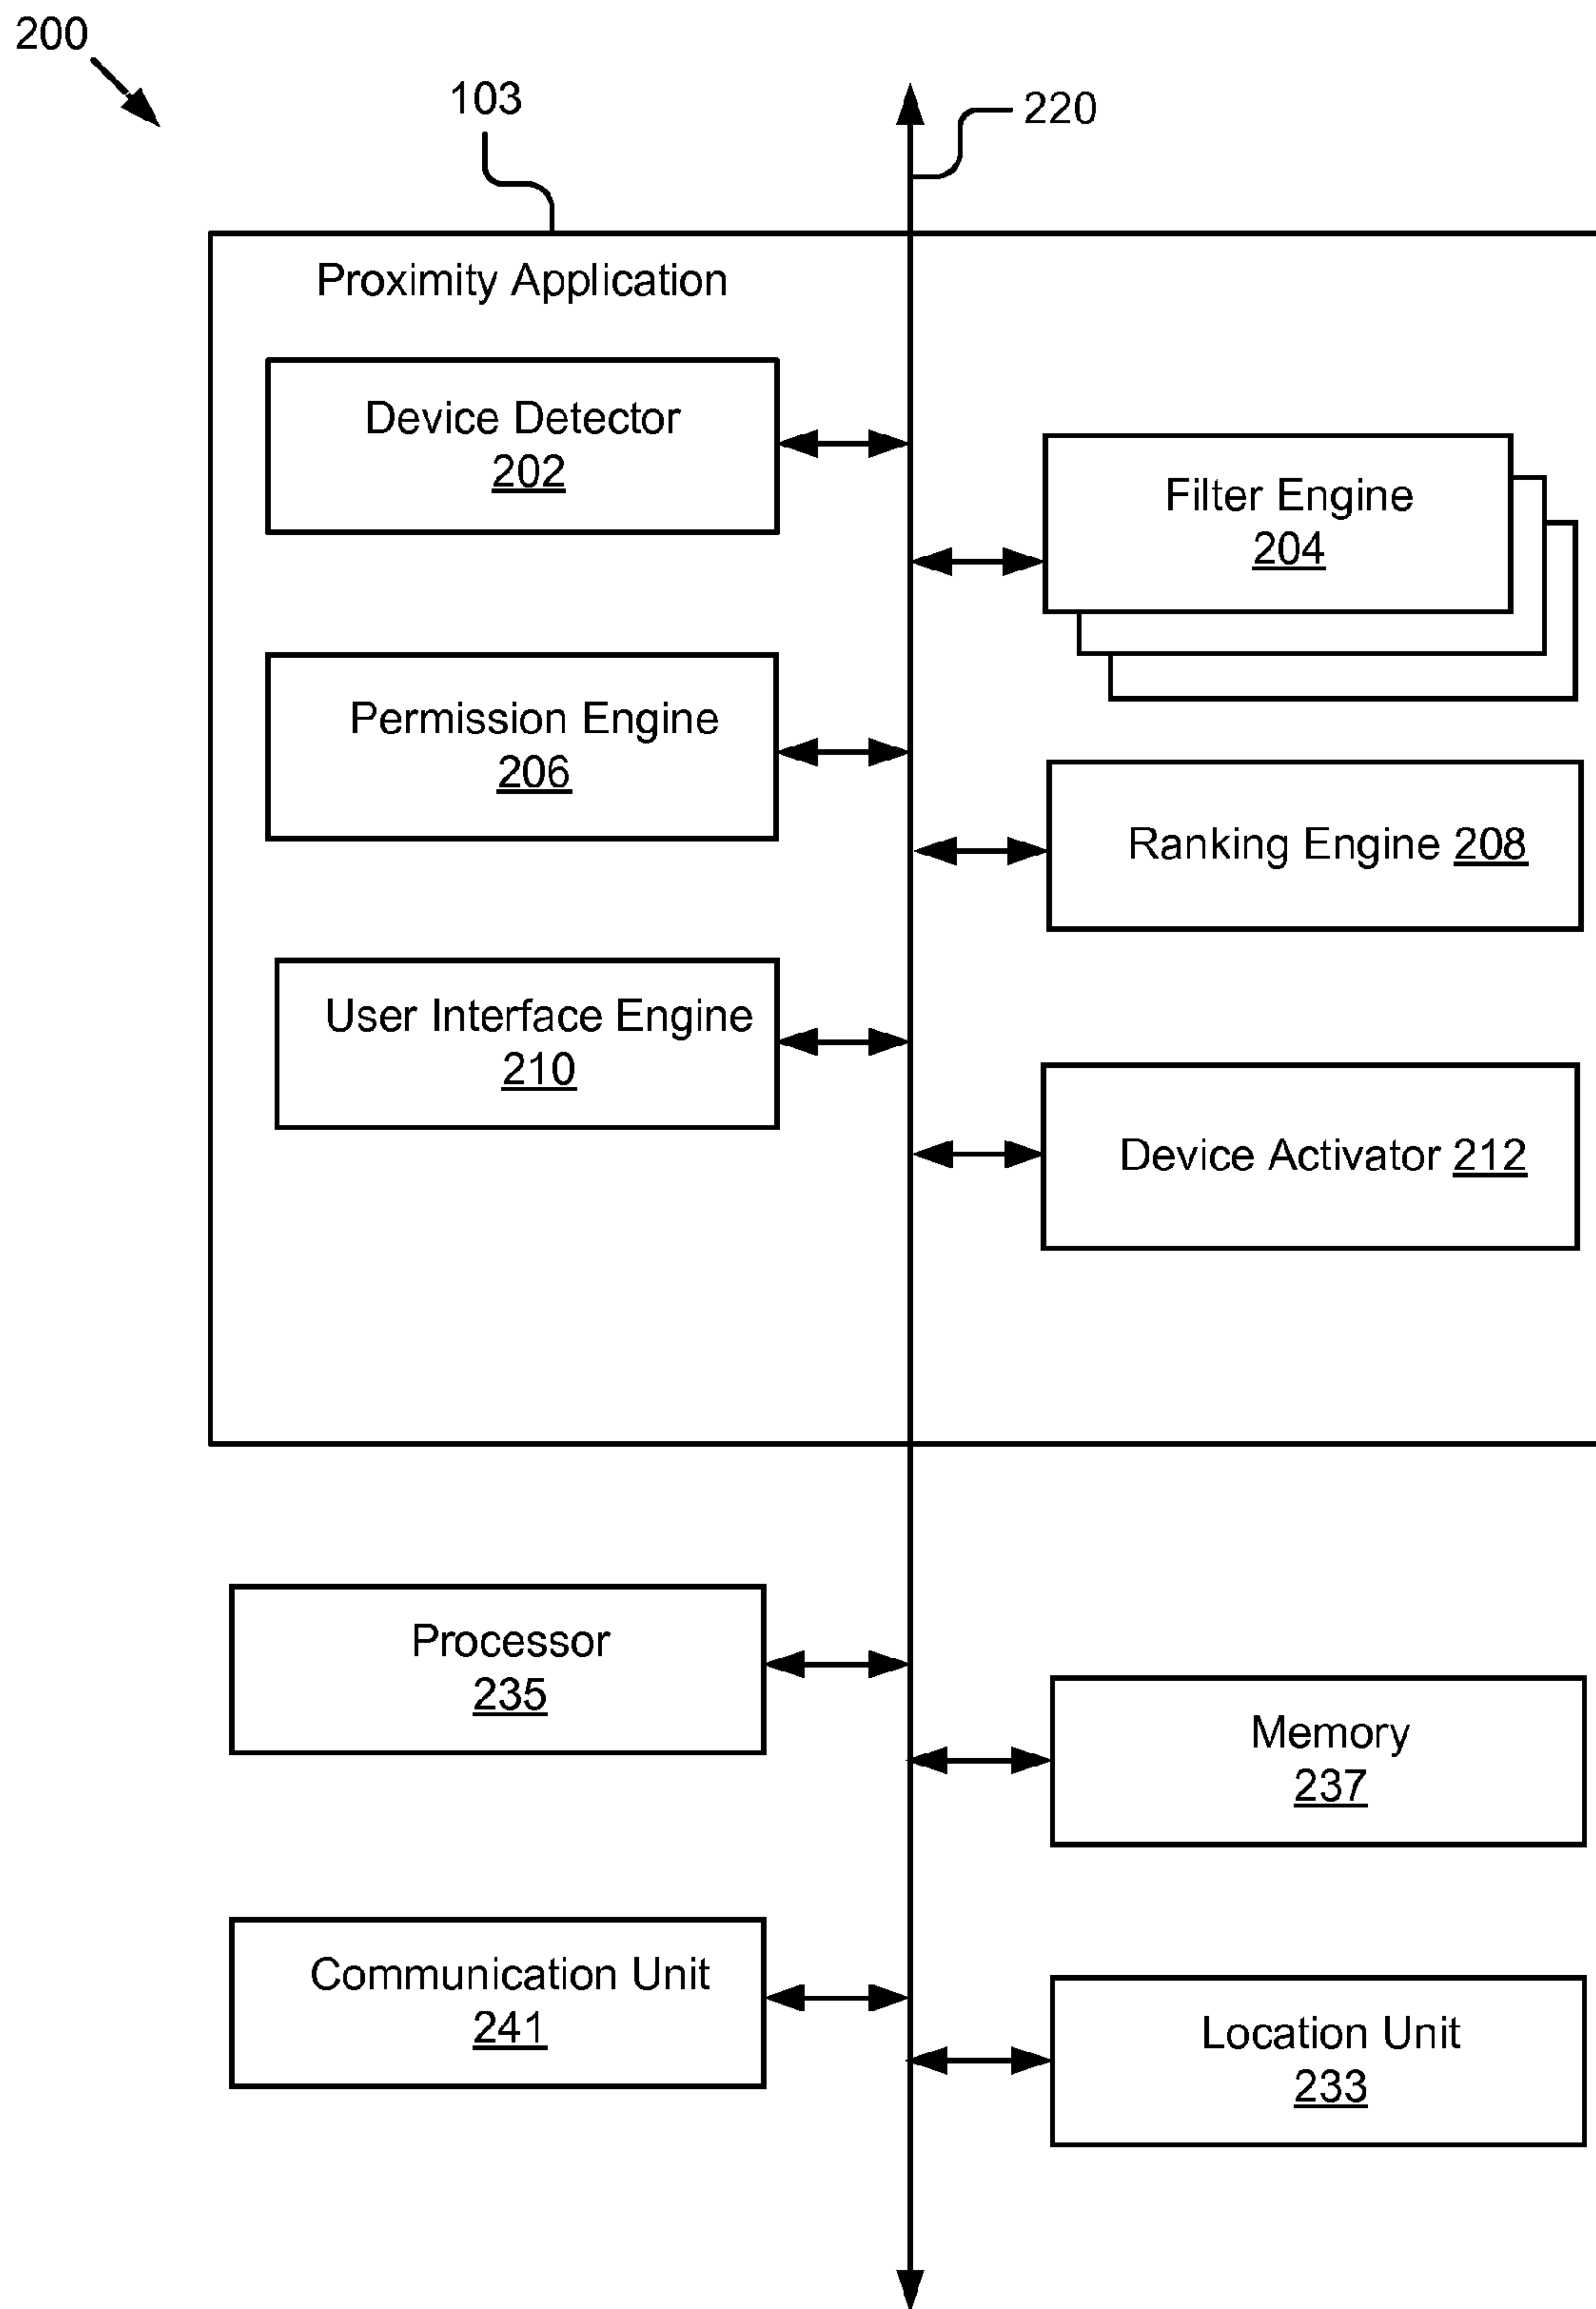 200
103
220
Proximity Application
Device Detector
202
Filter Engine
204
Permission Engine
206
Ranking Engine 208
User Interface Engine
210
Device Activator 212
Processor
235
Memory
237
Communication Unit
241
Location Unit
233